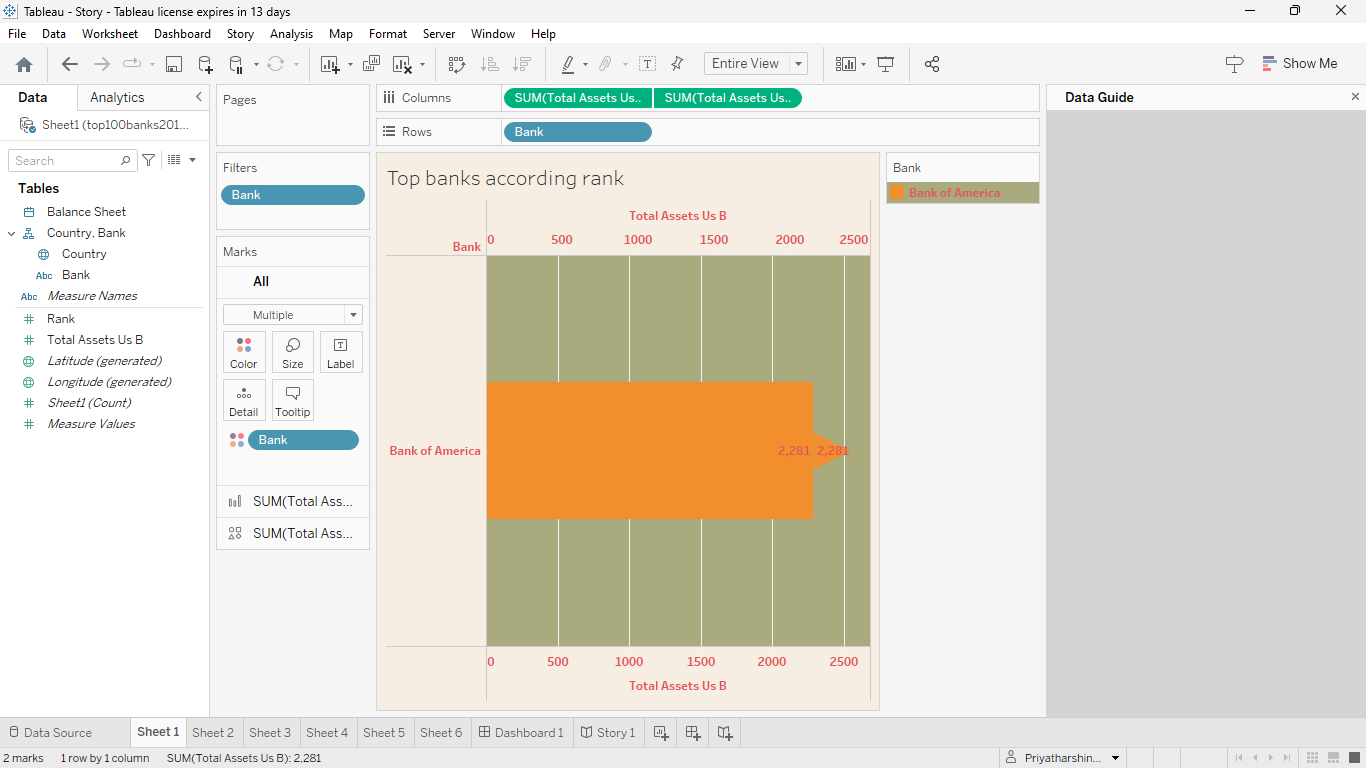 Tableau - Story - Tableau license expires in 13 days
File Data Worksheet Dashboard Story Analysis Map Format Server Window Help
Entire View
Show Me
Data Analytics
Sheet1 (top100banks201...
Search
Tables
Balance Sheet
Country, Bank
Country
Abc Bank
Abc Measure Names
Rank
Total Assets Us B
Latitude (generated)
Longitude (generated)
Sheet1 (Count)
Measure Values
Pages
Filters
Bank
Marks
All
Multiple
Color Size Label
Detail Tooltip
Bank
SUM(Total Ass...
SUM(Total Ass...
Columns SUM(Total Assets Us.. SUM(Total Assets Us..
Rows Bank
Top banks according rank
Total Assets Us B
Bank 0 500 1000 1500 2000 2500
Bank of America 2,281 2,281
0 500 1000 1500 2000 2500
Total Assets Us B
Bank
Bank of America
Data Guide
Data Source Sheet 1 Sheet 2 Sheet 3 Sheet 4 Sheet 5 Sheet 6 Dashboard 1 Story 1
2 marks 1 row by 1 column SUM(Total Assets Us B): 2,281 Priyatharshin...